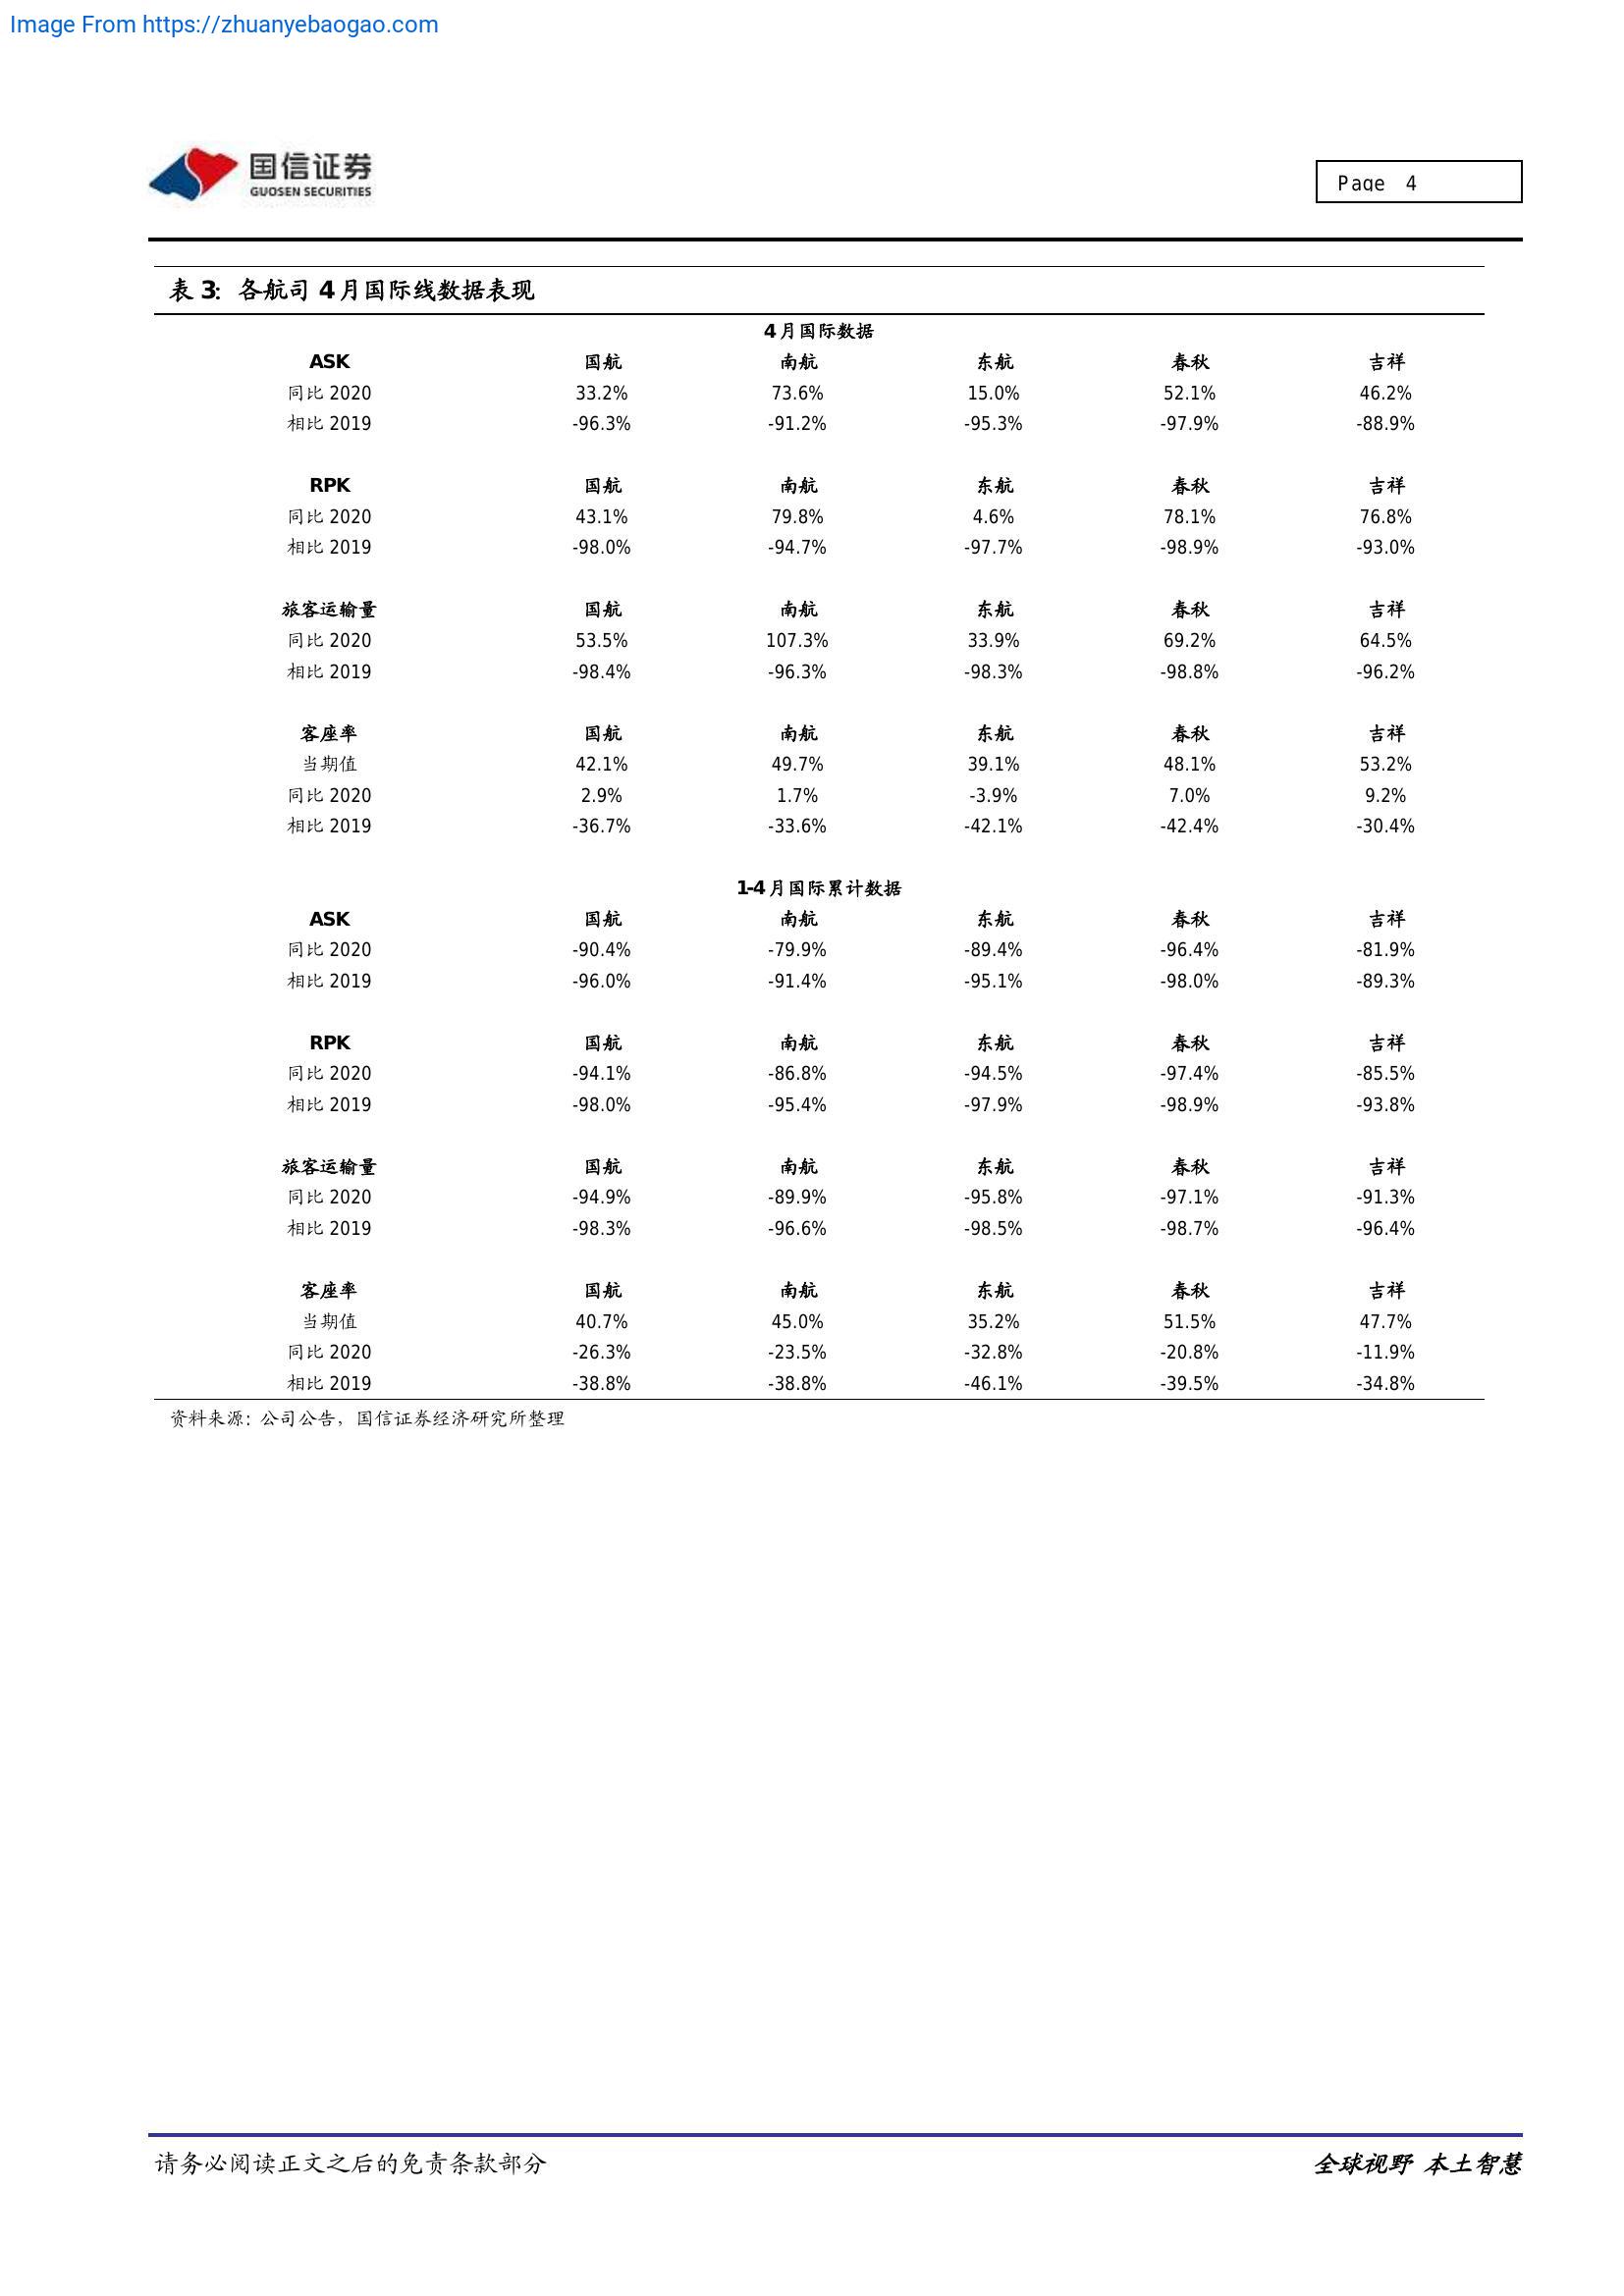 Image From https://zhuanyebaogao.com
国信证券
GUOSEN SECURITIES
Page 4
表 3: 各航司 4 月国际线数据表现
4 月国际数据
ASK 国航 南航 东航 春秋 吉祥
同比 2020 33.2% 73.6% 15.0% 52.1% 46.2%
相比 2019 -96.3% -91.2% -95.3% -97.9% -88.9%
RPK 国航 南航 东航 春秋 吉祥
同比 2020 43.1% 79.8% 4.6% 78.1% 76.8%
相比 2019 -98.0% -94.7% -97.7% -98.9% -93.0%
旅客运输量 国航 南航 东航 春秋 吉祥
同比 2020 53.5% 107.3% 33.9% 69.2% 64.5%
相比 2019 -98.4% -96.3% -98.3% -98.8% -96.2%
客座率 国航 南航 东航 春秋 吉祥
当期值 42.1% 49.7% 39.1% 48.1% 53.2%
同比 2020 2.9% 1.7% -3.9% 7.0% 9.2%
相比 2019 -36.7% -33.6% -42.1% -42.4% -30.4%
1-4 月国际累计数据
ASK 国航 南航 东航 春秋 吉祥
同比 2020 -90.4% -79.9% -89.4% -96.4% -81.9%
相比 2019 -96.0% -91.4% -95.1% -98.0% -89.3%
RPK 国航 南航 东航 春秋 吉祥
同比 2020 -94.1% -86.8% -94.5% -97.4% -85.5%
相比 2019 -98.0% -95.4% -97.9% -98.9% -93.8%
旅客运输量 国航 南航 东航 春秋 吉祥
同比 2020 -94.9% -89.9% -95.8% -97.1% -91.3%
相比 2019 -98.3% -96.6% -98.5% -98.7% -96.4%
客座率 国航 南航 东航 春秋 吉祥
当期值 40.7% 45.0% 35.2% 51.5% 47.7%
同比 2020 -26.3% -23.5% -32.8% -20.8% -11.9%
相比 2019 -38.8% -38.8% -46.1% -39.5% -34.8%
资料来源: 公司公告, 国信证券经济研究所整理
请务必阅读正文之后的免责条款部分
全球视野 本土智慧